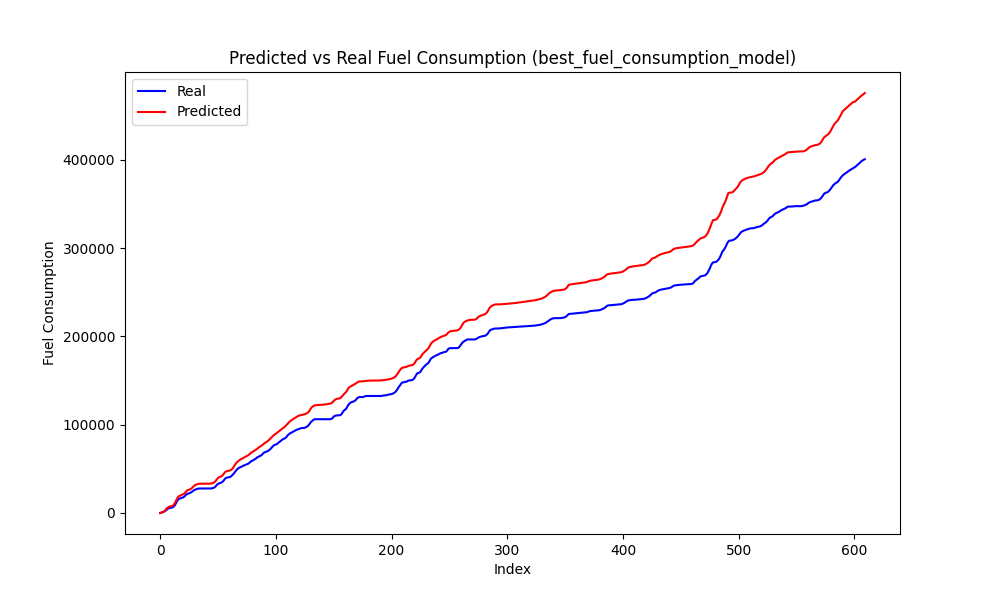 Predicted vs Real Fuel Consumption (best_fuel_consumption_model)
Real
Predicted
400000
300000
200000
100000
0
Fuel Consumption
0 100 200 300 400 500 600
Index